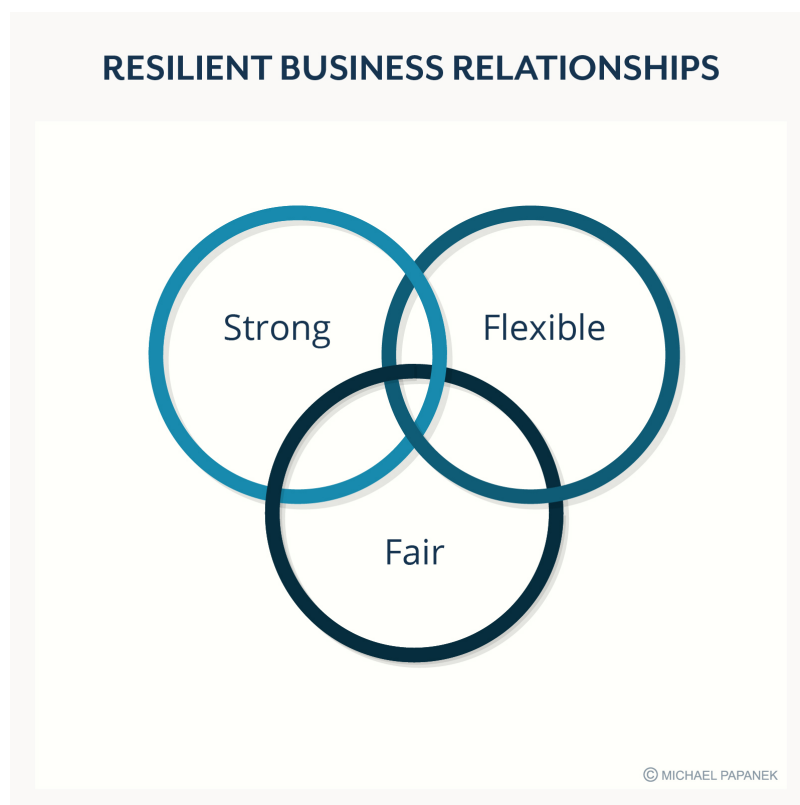 RESILIENT BUSINESS RELATIONSHIPS
Strong
Flexible
Fair
© MICHAEL PAPANEK